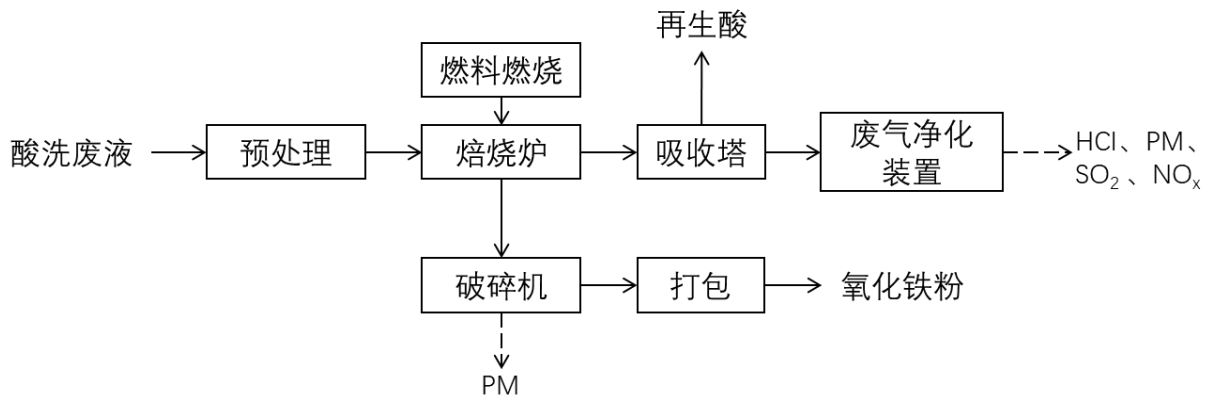 再生酸
燃料燃烧
酸洗废液
预处理
焙烧炉
吸收塔
废气净化
装置
HCl、PM、
SO₂、NOₓ
破碎机
打包
氧化铁粉
PM